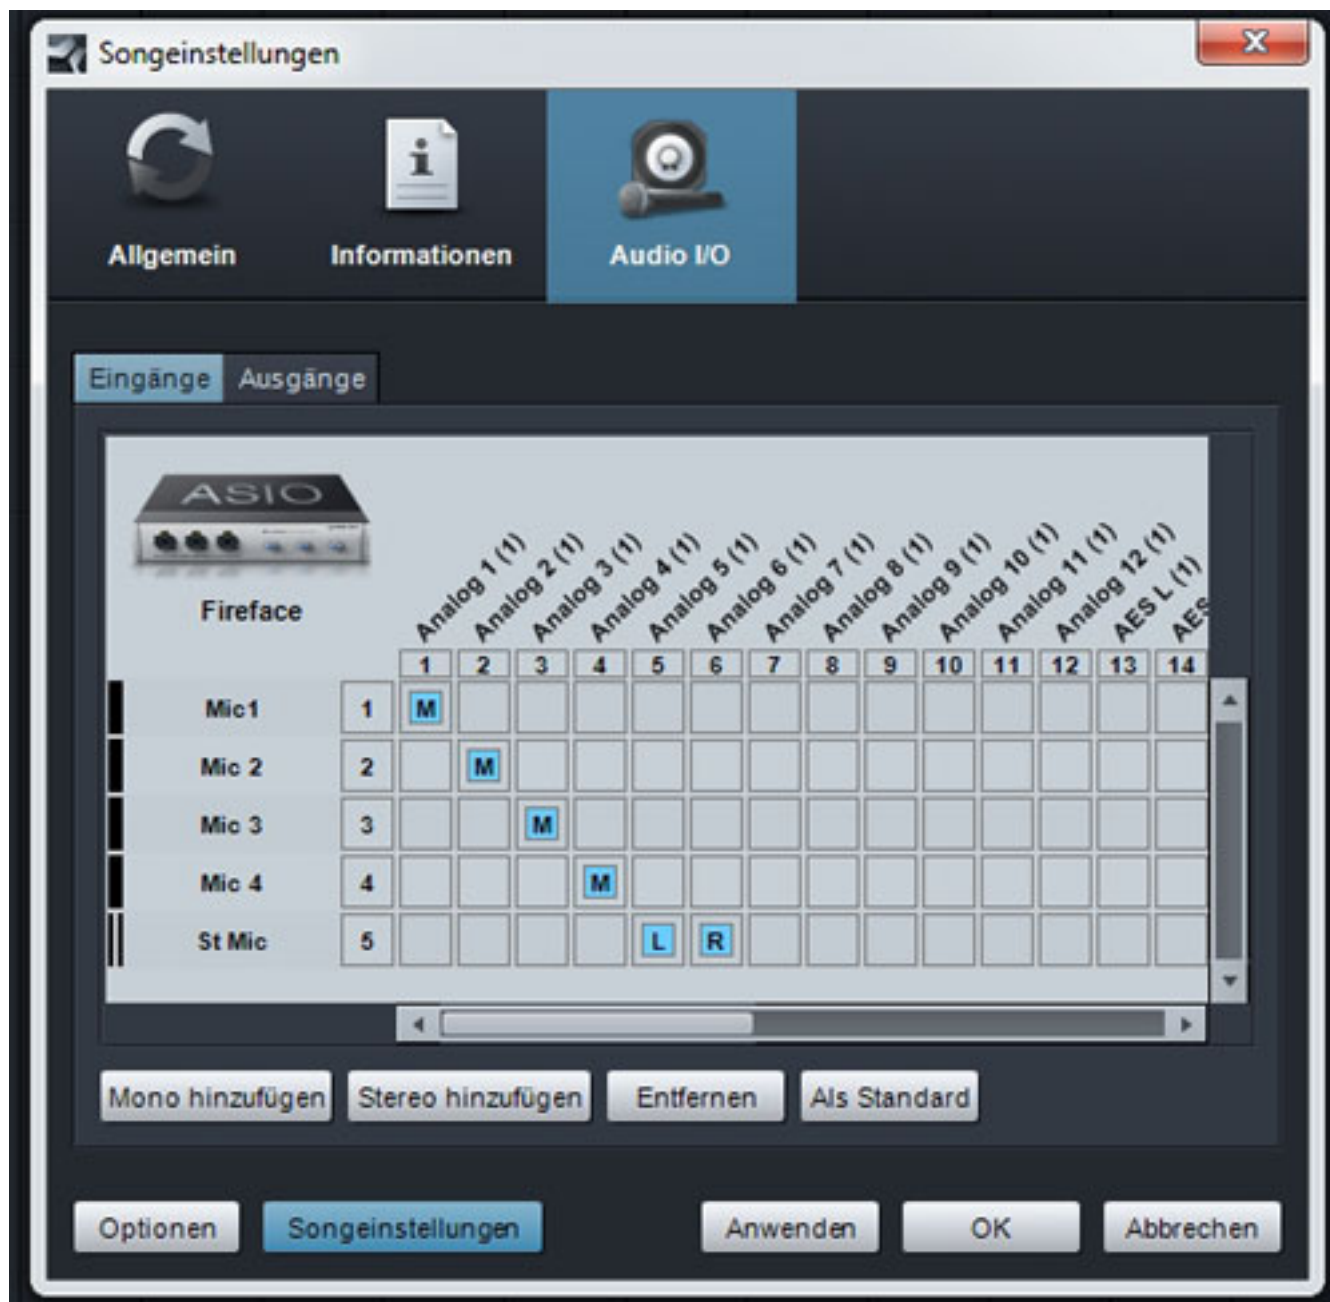 Songeinstellungen
Allgemein Informationen Audio I/O
Eingänge Ausgänge
ASIO
Fireface
Analog 1 (1) Analog 2 (1) Analog 3 (1) Analog 4 (1) Analog 5 (1) Analog 6 (1) Analog 7 (1) Analog 8 (1) Analog 9 (1) Analog 10 (1) Analog 11 (1) Analog 12 (1) AES L (1) AES
1 2 3 4 5 6 7 8 9 10 11 12 13 14
Mic1 1 M
Mic 2 2 M
Mic 3 3 M
Mic 4 4 M
St Mic 5 L R
Mono hinzufügen Stereo hinzufügen Entfernen Als Standard
Optionen Songeinstellungen Anwenden OK Abbrechen